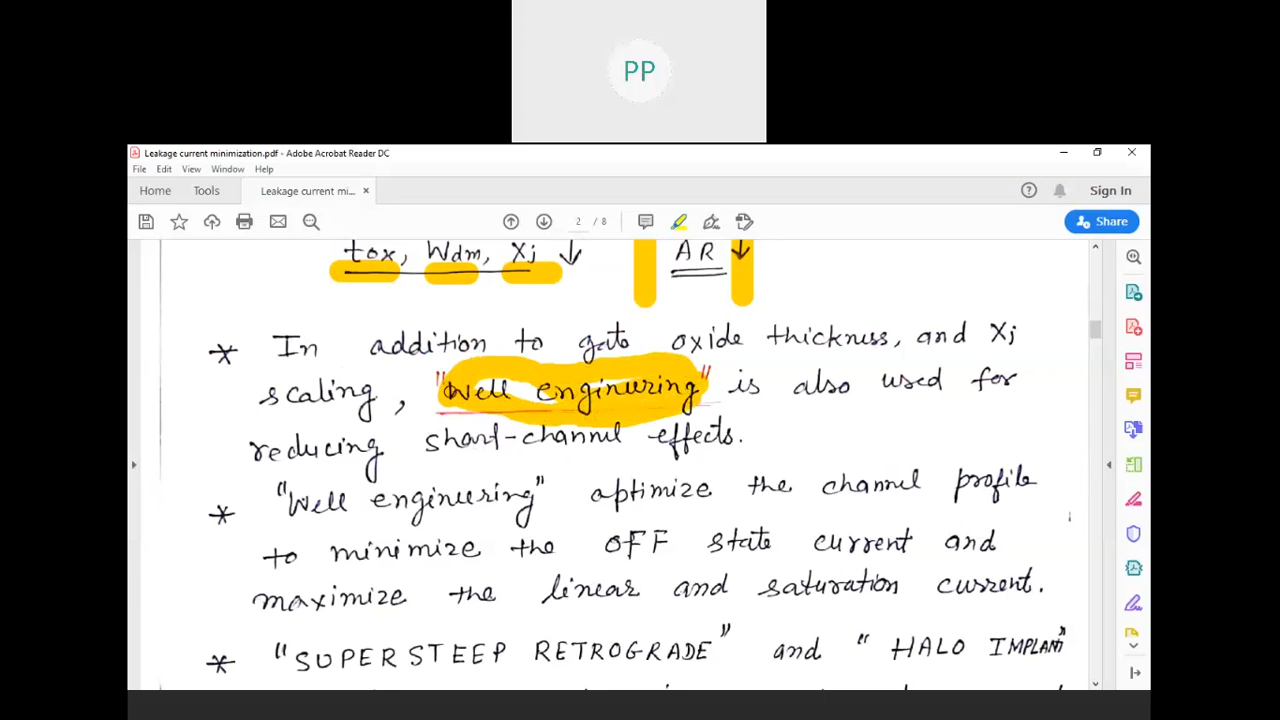 PP
Leakage current minimization.pdf - Adobe Acrobat Reader DC
File Edit View Window Help
Home Tools Leakage current mi... × Sign In
2 / 8 Share
tox, Wdm, Xj ↓ AR ↓
* In addition to gate oxide thickness, and Xj
scaling, "Well enginuring" is also used for
reducing short-channel effects.
* "Well enginuring" optimize the channel profile
to minimize the OFF state current and
maximize the linear and saturation current.
* "SUPERSTEEP RETROGRADE" and "HALO IMPLANT"